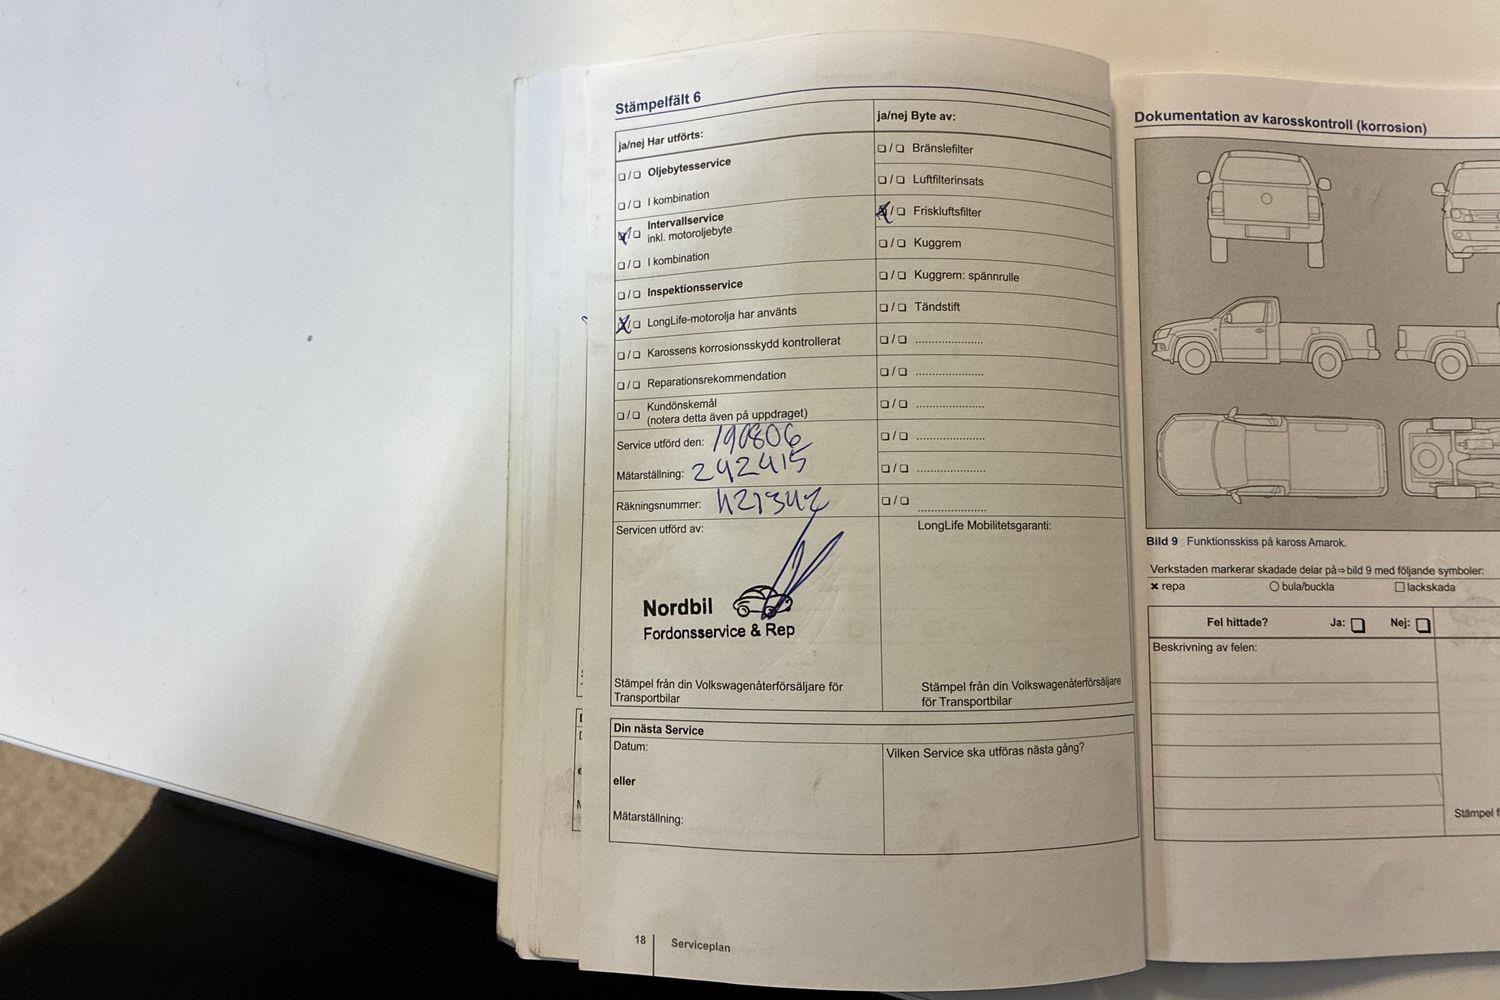 Stämpelfält 6
ja/nej Har utförts:
❏/❏ Oljebytesservice
❏/❏ I kombination
❏/❏ Intervallservice
inkl. motoroljebyte
❏/❏ I kombination
❏/❏ Inspektionsservice
❏/❏ LongLife-motorolja har använts
❏/❏ Karossens korrosionsskydd kontrollerat
❏/❏ Reparationsrekommendation
❏/❏ Kundönskemål
(notera detta även på uppdraget)
Service utförd den: 190806
Mätarställning: 242415
Räkningsnummer:
Servicen utförd av:
Nordbil
Fordonsservice & Rep
Stämpel från din Volkswagenåterförsäljare för
Transportbilar
ja/nej Byte av:
❏/❏ Bränslefilter
❏/❏ Luftfilterinsats
❏/❏ Friskluftsfilter
❏/❏ Kuggrem
❏/❏ Kuggrem: spännrulle
❏/❏ Tändstift
❏/❏ ......................
❏/❏ ......................
❏/❏ ......................
❏/❏ ......................
❏/❏ ......................
❏/❏ ......................
LongLife Mobilitetsgaranti:
Stämpel från din Volkswagenåterförsäljare
för Transportbilar
Din nästa Service
Datum:
eller
Mätarställning:
Vilken Service ska utföras nästa gång?
18 Serviceplan
Dokumentation av karosskontroll (korrosion)
Bild 9 Funktionsskiss på kaross Amarok.
Verkstaden markerar skadade delar på⇒bild 9 med följande symboler:
✖ repa ○ bula/buckla □ lackskada
Fel hittade? Ja: ❏ Nej: ❏
Beskrivning av felen:
Stämpel f